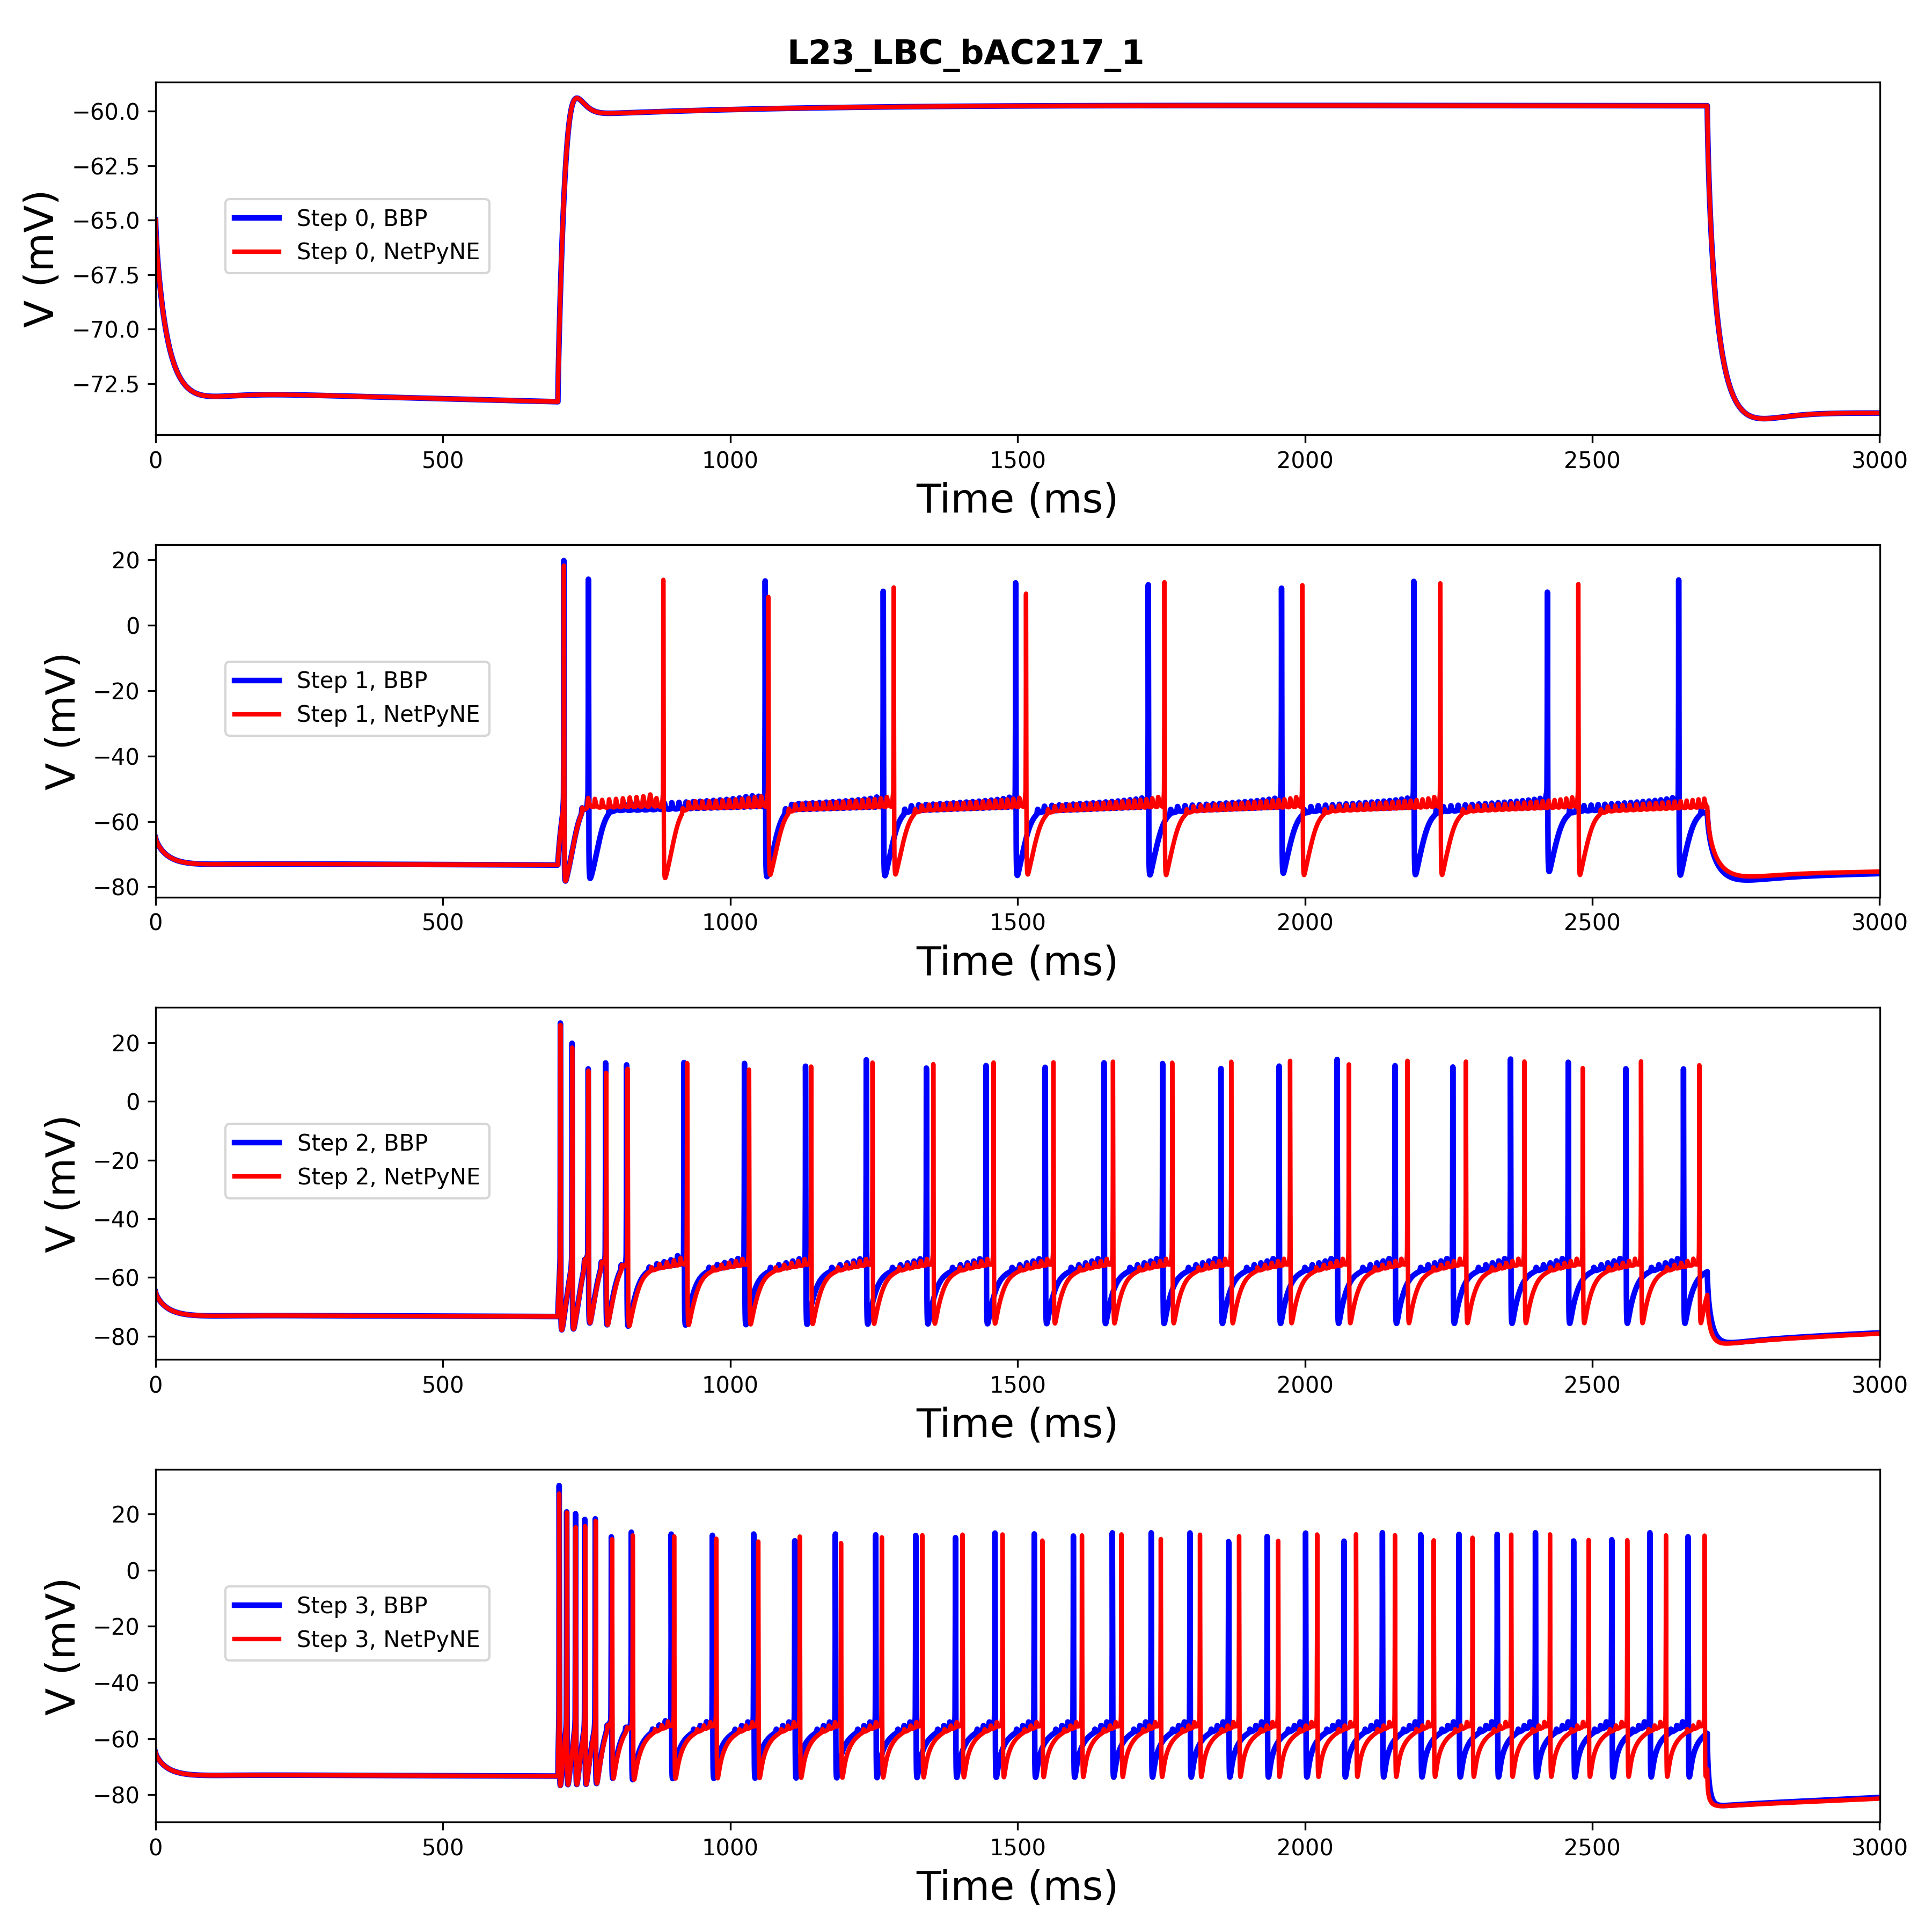 L23_LBC_bAC217_1
−60.0
−62.5
−65.0
−67.5
−70.0
−72.5
V (mV)
Step 0, BBP
Step 0, NetPyNE
0 500 1000 1500 2000 2500 3000
Time (ms)
20
0
−20
−40
−60
−80
V (mV)
Step 1, BBP
Step 1, NetPyNE
0 500 1000 1500 2000 2500 3000
Time (ms)
20
0
−20
−40
−60
−80
V (mV)
Step 2, BBP
Step 2, NetPyNE
0 500 1000 1500 2000 2500 3000
Time (ms)
20
0
−20
−40
−60
−80
V (mV)
Step 3, BBP
Step 3, NetPyNE
0 500 1000 1500 2000 2500 3000
Time (ms)